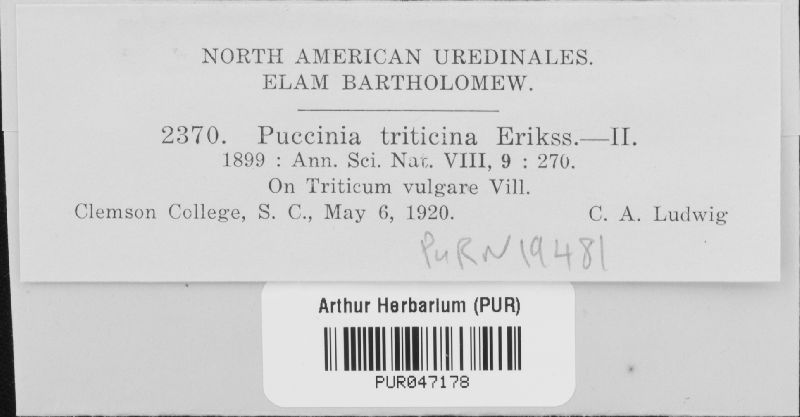 NORTH AMERICAN UREDINALES.
ELAM BARTHOLOMEW.
2370. Puccinia triticina Erikss.—II.
1899 : Ann. Sci. Nat. VIII, 9 : 270.
On Triticum vulgare Vill.
Clemson College, S. C., May 6, 1920. C. A. Ludwig
PURN19481
Arthur Herbarium (PUR)
PUR047178